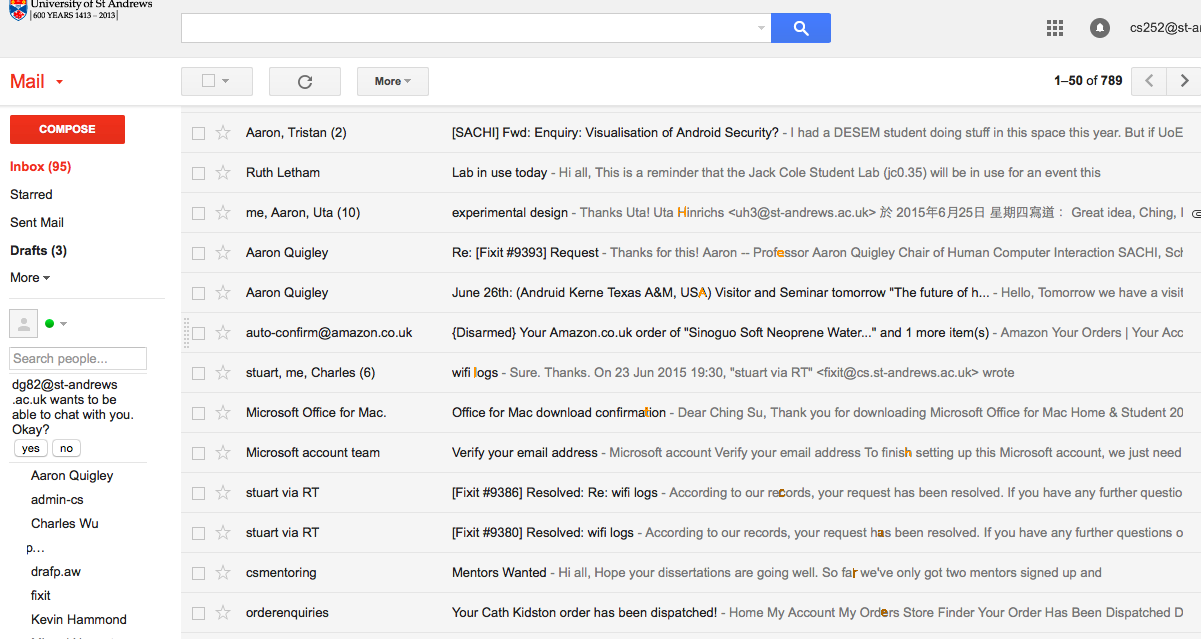 University of St Andrews
600 YEARS 1413 – 2013
cs252@st-an
Mail
More
1–50 of 789
COMPOSE
Inbox (95)
Starred
Sent Mail
Drafts (3)
More
Search people...
dg82@st-andrews
.ac.uk wants to be
able to chat with you.
Okay?
yes no
Aaron Quigley
admin-cs
Charles Wu
p…
drafp.aw
fixit
Kevin Hammond
Aaron, Tristan (2) [SACHI] Fwd: Enquiry: Visualisation of Android Security? - I had a DESEM student doing stuff in this space this year. But if UoE
Ruth Letham Lab in use today - Hi all, This is a reminder that the Jack Cole Student Lab (jc0.35) will be in use for an event this
me, Aaron, Uta (10) experimental design - Thanks Uta! Uta Hinrichs <uh3@st-andrews.ac.uk> 於 2015年6月25日 星期四寫道： Great idea, Ching, I
Aaron Quigley Re: [Fixit #9393] Request - Thanks for this! Aaron -- Professor Aaron Quigley Chair of Human Computer Interaction SACHI, Sch
Aaron Quigley June 26th: (Andruid Kerne Texas A&M, USA) Visitor and Seminar tomorrow "The future of h... - Hello, Tomorrow we have a visit
auto-confirm@amazon.co.uk {Disarmed} Your Amazon.co.uk order of "Sinoguo Soft Neoprene Water..." and 1 more item(s) - Amazon Your Orders | Your Acc
stuart, me, Charles (6) wifi logs - Sure. Thanks. On 23 Jun 2015 19:30, "stuart via RT" <fixit@cs.st-andrews.ac.uk> wrote
Microsoft Office for Mac. Office for Mac download confirmation - Dear Ching Su, Thank you for downloading Microsoft Office for Mac Home & Student 20
Microsoft account team Verify your email address - Microsoft account Verify your email address To finish setting up this Microsoft account, we just need
stuart via RT [Fixit #9386] Resolved: Re: wifi logs - According to our records, your request has been resolved. If you have any further questio
stuart via RT [Fixit #9380] Resolved: wifi logs - According to our records, your request has been resolved. If you have any further questions o
csmentoring Mentors Wanted - Hi all, Hope your dissertations are going well. So far we've only got two mentors signed up and
orderenquiries Your Cath Kidston order has been dispatched! - Home My Account My Orders Store Finder Your Order Has Been Dispatched D